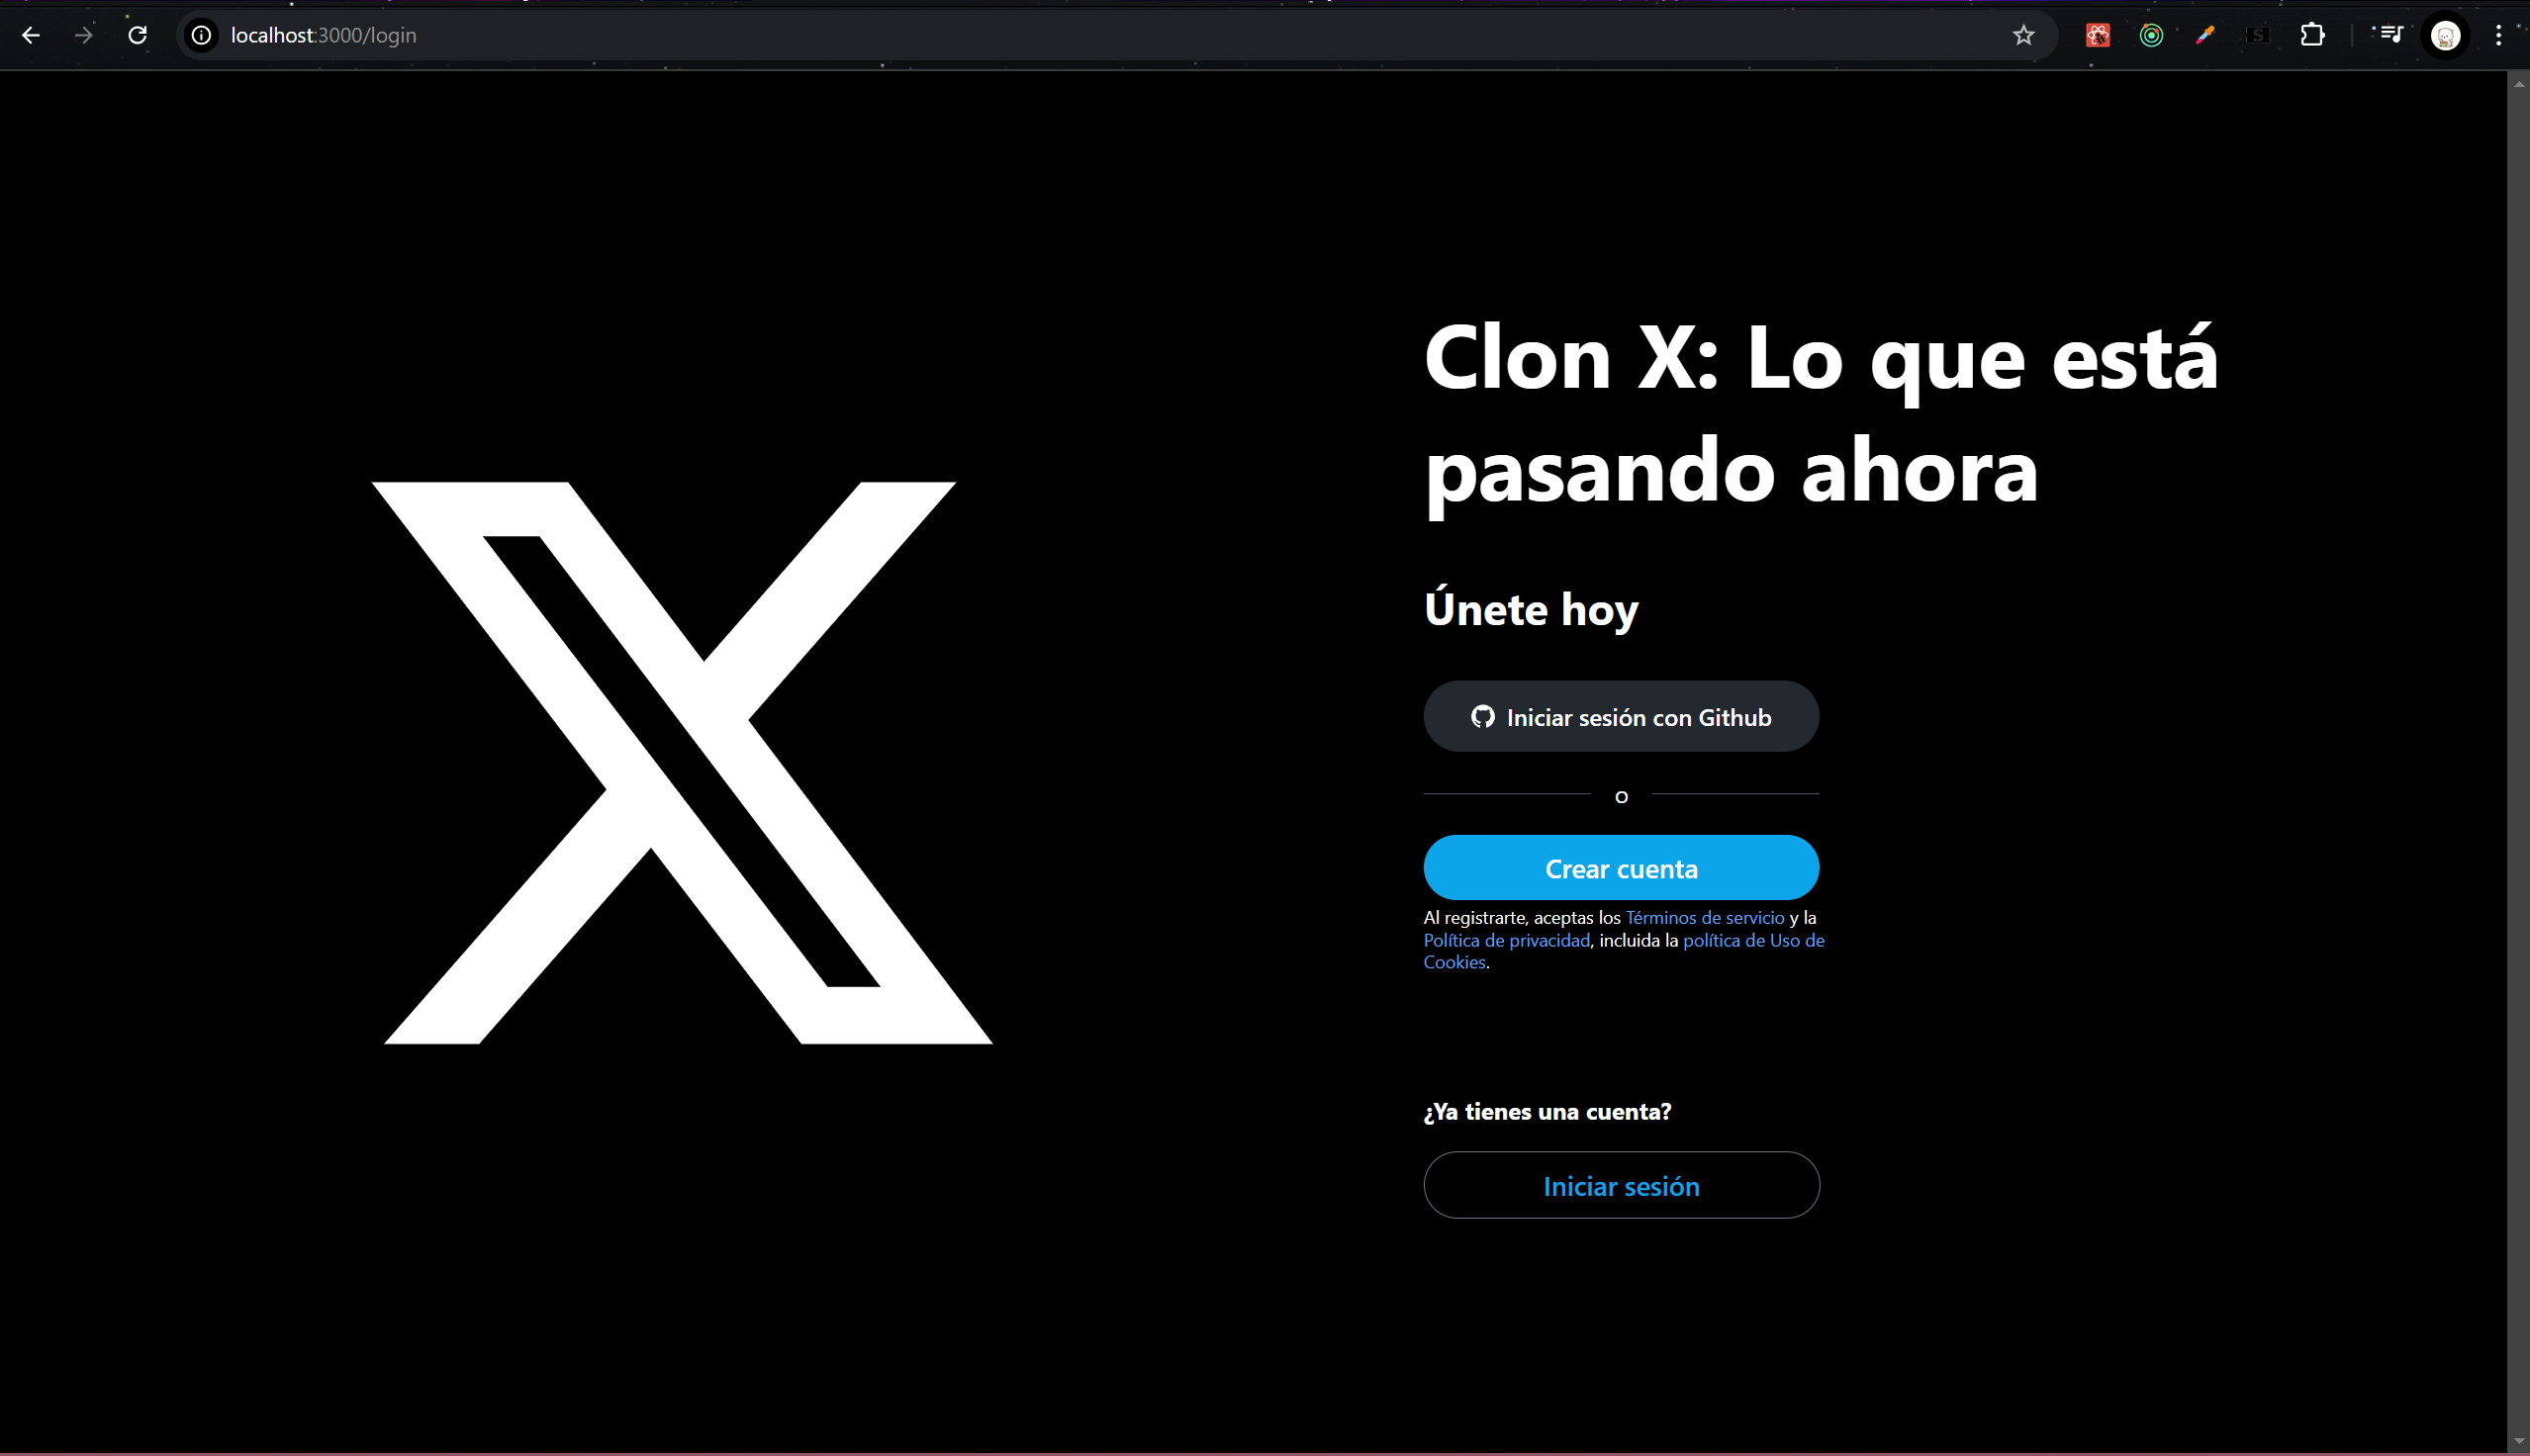 localhost:3000/login
Clon X: Lo que está
pasando ahora
Únete hoy
Iniciar sesión con Github
o
Crear cuenta
Al registrarte, aceptas los Términos de servicio y la
Política de privacidad, incluida la política de Uso de
Cookies.
¿Ya tienes una cuenta?
Iniciar sesión